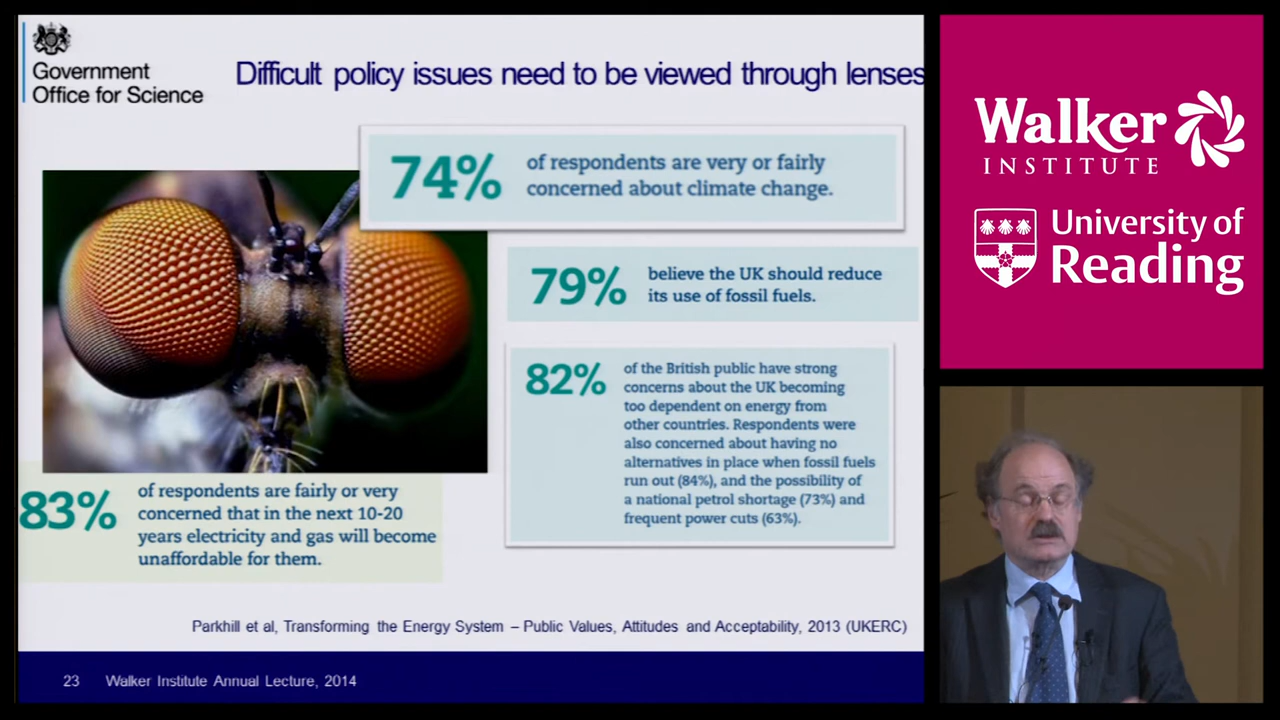 Government
Office for Science
Difficult policy issues need to be viewed through lenses
74%
of respondents are very or fairly
concerned about climate change.
79%
believe the UK should reduce
its use of fossil fuels.
82%
of the British public have strong
concerns about the UK becoming
too dependent on energy from
other countries. Respondents were
also concerned about having no
alternatives in place when fossil fuels
run out (84%), and the possibility of
a national petrol shortage (73%) and
frequent power cuts (63%).
83%
of respondents are fairly or very
concerned that in the next 10-20
years electricity and gas will become
unaffordable for them.
Parkhill et al, Transforming the Energy System – Public Values, Attitudes and Acceptability, 2013 (UKERC)
23 Walker Institute Annual Lecture, 2014
Walker
INSTITUTE
University of
Reading